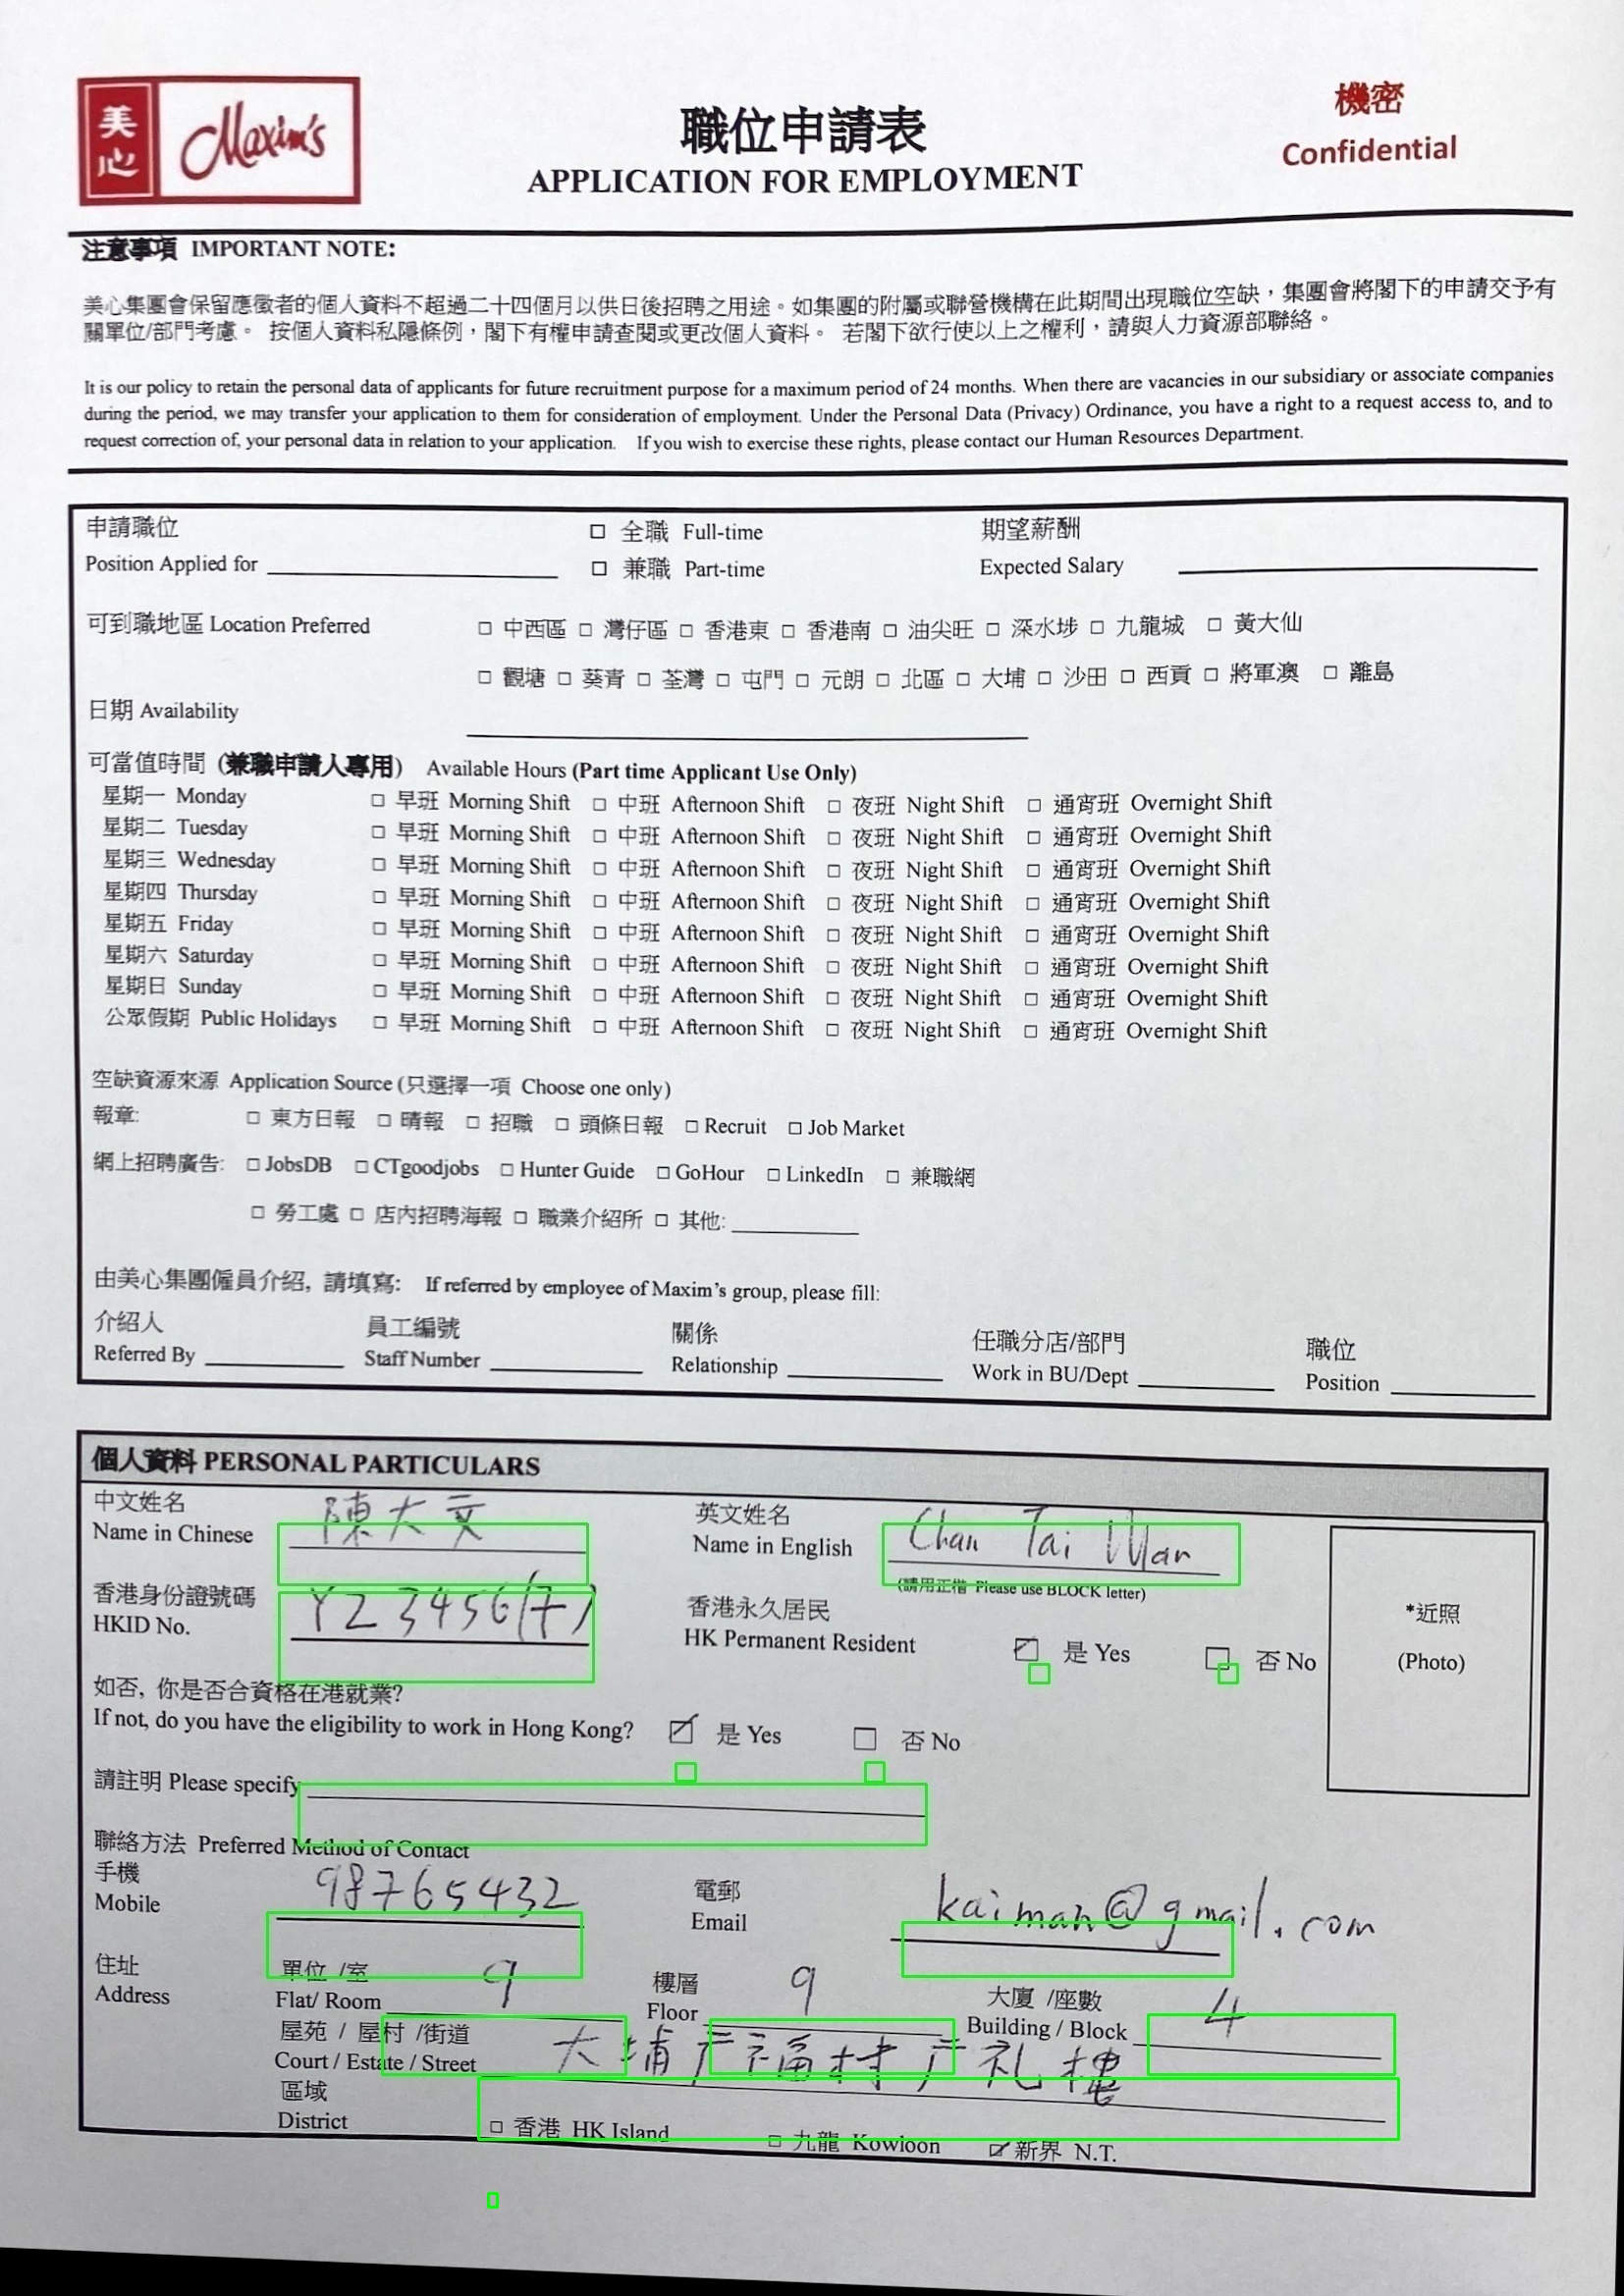 美心 Maxim's
機密
Confidential
職位申請表
APPLICATION FOR EMPLOYMENT
注意事項 IMPORTANT NOTE:
美心集團會保留應徵者的個人資料不超過二十四個月以供日後招聘之用途。如集團的附屬或聯營機構在此期間出現職位空缺，集團會將閣下的申請交予有
關單位/部門考慮。 按個人資料私隱條例，閣下有權申請查閱或更改個人資料。 若閣下欲行使以上之權利，請與人力資源部聯絡。
It is our policy to retain the personal data of applicants for future recruitment purpose for a maximum period of 24 months. When there are vacancies in our subsidiary or associate companies
during the period, we may transfer your application to them for consideration of employment. Under the Personal Data (Privacy) Ordinance, you have a right to a request access to, and to
request correction of, your personal data in relation to your application. If you wish to exercise these rights, please contact our Human Resources Department.
申請職位 □ 全職 Full-time 期望薪酬
Position Applied for □ 兼職 Part-time Expected Salary
可到職地區 Location Preferred □ 中西區 □ 灣仔區 □ 香港東 □ 香港南 □ 油尖旺 □ 深水埗 □ 九龍城 □ 黃大仙
□ 觀塘 □ 葵青 □ 荃灣 □ 屯門 □ 元朗 □ 北區 □ 大埔 □ 沙田 □ 西貢 □ 將軍澳 □ 離島
日期 Availability
可當值時間 (兼職申請人專用) Available Hours (Part time Applicant Use Only)
星期一 Monday □ 早班 Morning Shift □ 中班 Afternoon Shift □ 夜班 Night Shift □ 通宵班 Overnight Shift
星期二 Tuesday □ 早班 Morning Shift □ 中班 Afternoon Shift □ 夜班 Night Shift □ 通宵班 Overnight Shift
星期三 Wednesday □ 早班 Morning Shift □ 中班 Afternoon Shift □ 夜班 Night Shift □ 通宵班 Overnight Shift
星期四 Thursday □ 早班 Morning Shift □ 中班 Afternoon Shift □ 夜班 Night Shift □ 通宵班 Overnight Shift
星期五 Friday □ 早班 Morning Shift □ 中班 Afternoon Shift □ 夜班 Night Shift □ 通宵班 Overnight Shift
星期六 Saturday □ 早班 Morning Shift □ 中班 Afternoon Shift □ 夜班 Night Shift □ 通宵班 Overnight Shift
星期日 Sunday □ 早班 Morning Shift □ 中班 Afternoon Shift □ 夜班 Night Shift □ 通宵班 Overnight Shift
公眾假期 Public Holidays □ 早班 Morning Shift □ 中班 Afternoon Shift □ 夜班 Night Shift □ 通宵班 Overnight Shift
空缺資源來源 Application Source (只選擇一項 Choose one only)
報章: □ 東方日報 □ 晴報 □ 招職 □ 頭條日報 □ Recruit □ Job Market
網上招聘廣告: □ JobsDB □ CTgoodjobs □ Hunter Guide □ GoHour □ LinkedIn □ 兼職網
□ 勞工處 □ 店內招聘海報 □ 職業介紹所 □ 其他:
由美心集團僱員介紹, 請填寫: If referred by employee of Maxim's group, please fill:
介紹人 員工編號 關係 任職分店/部門 職位
Referred By Staff Number Relationship Work in BU/Dept Position
個人資料 PERSONAL PARTICULARS
中文姓名 陳大文 英文姓名 Chan Tai Man
Name in Chinese Name in English
(請用正楷 Please use BLOCK letter)
香港身份證號碼 Y23456(7) 香港永久居民
HKID No. HK Permanent Resident ☑ 是 Yes □ 否 No
*近照
(Photo)
如否, 你是否合資格在港就業?
If not, do you have the eligibility to work in Hong Kong? ☑ 是 Yes □ 否 No
請註明 Please specify
聯絡方法 Preferred Method of Contact
手機 98765432 電郵 kaiman@gmail.com
Mobile Email
住址 單位 /室 9 樓層 9 大廈 /座數 4
Address Flat/ Room Floor Building / Block
屋苑 / 屋村 /街道 大埔广福村广礼樓
Court / Estate / Street
區域
District □ 香港 HK Island □ 九龍 Kowloon ☑ 新界 N.T.